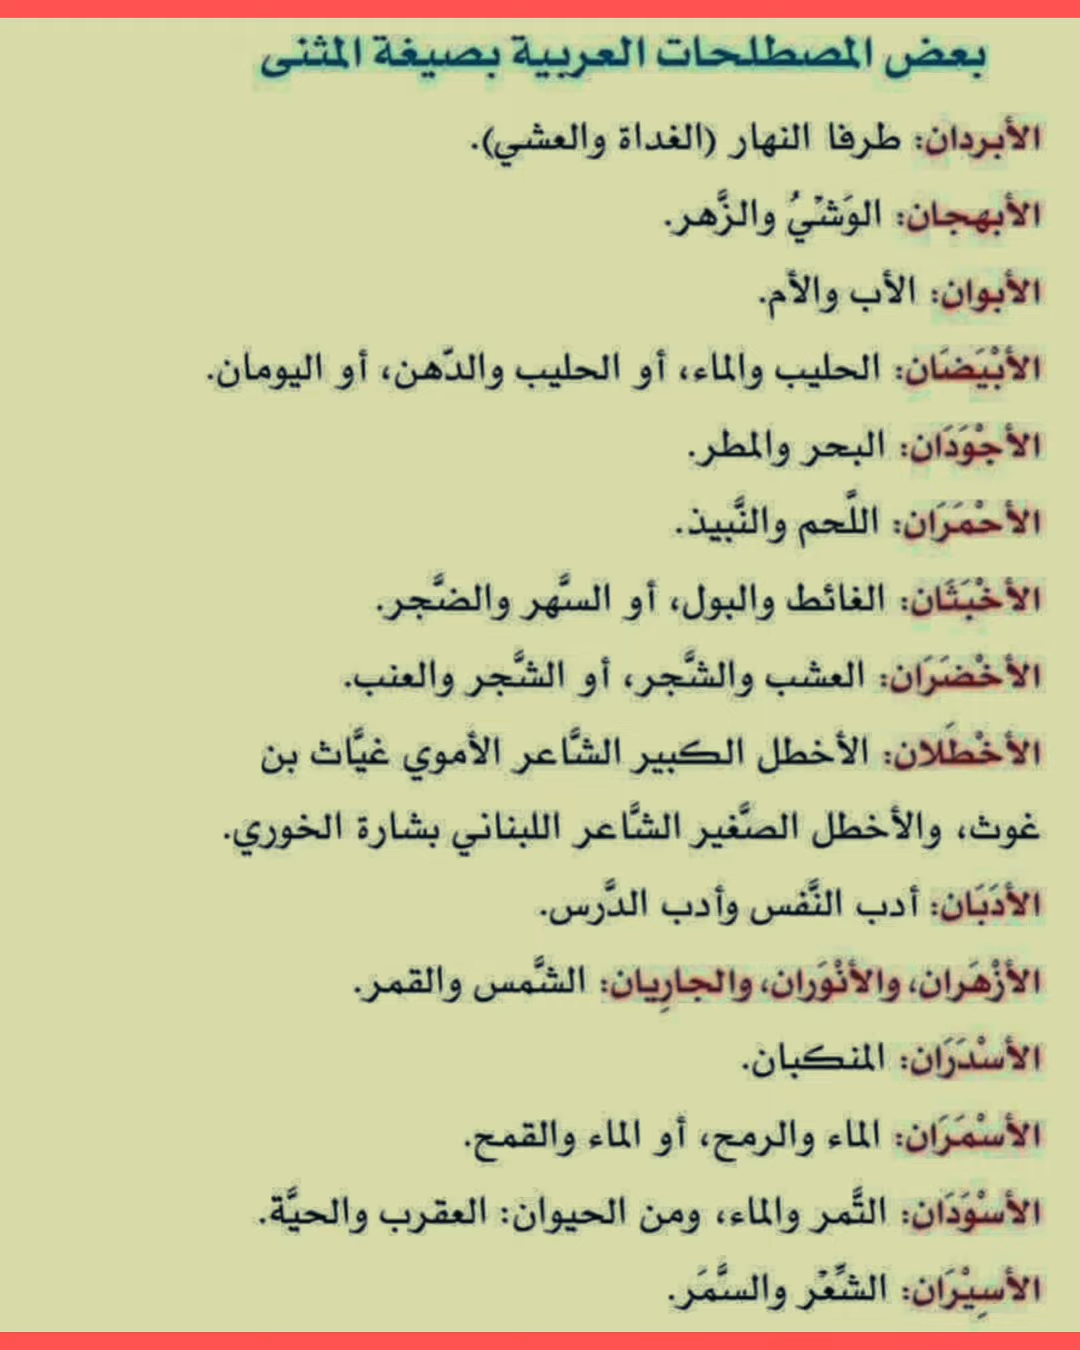 بعض المصطلحات العربية بصيغة المثنى
الأبردان: طرفا النهار (الغداة والعشي).
الأبهجان: الوَشْيُ والزَّهر.
الأبوان: الأب والأم.
الأبْيَضَان: الحليب والماء، أو الحليب والدّهن، أو اليومان.
الأجْوَدَان: البحر والمطر.
الأحْمَرَان: اللَّحم والنَّبيذ.
الأخْبَثَان: الغائط والبول، أو السَّهر والضَّجر.
الأخْضَرَان: العشب والشَّجر، أو الشَّجر والعنب.
الأخْطَلان: الأخطل الكبير الشَّاعر الأموي غيَّاث بن
غوث، والأخطل الصَّغير الشَّاعر اللبناني بشارة الخوري.
الأدَبَان: أدب النَّفس وأدب الدَّرس.
الأزْهَران، والأنْوَران، والجارِيان: الشَّمس والقمر.
الأسْدَرَان: المنكبان.
الأسْمَرَان: الماء والرمح، أو الماء والقمح.
الأسْوَدَان: التَّمر والماء، ومن الحيوان: العقرب والحيَّة.
الأسِيْرَان: الشِّعْر والسَّمَر.